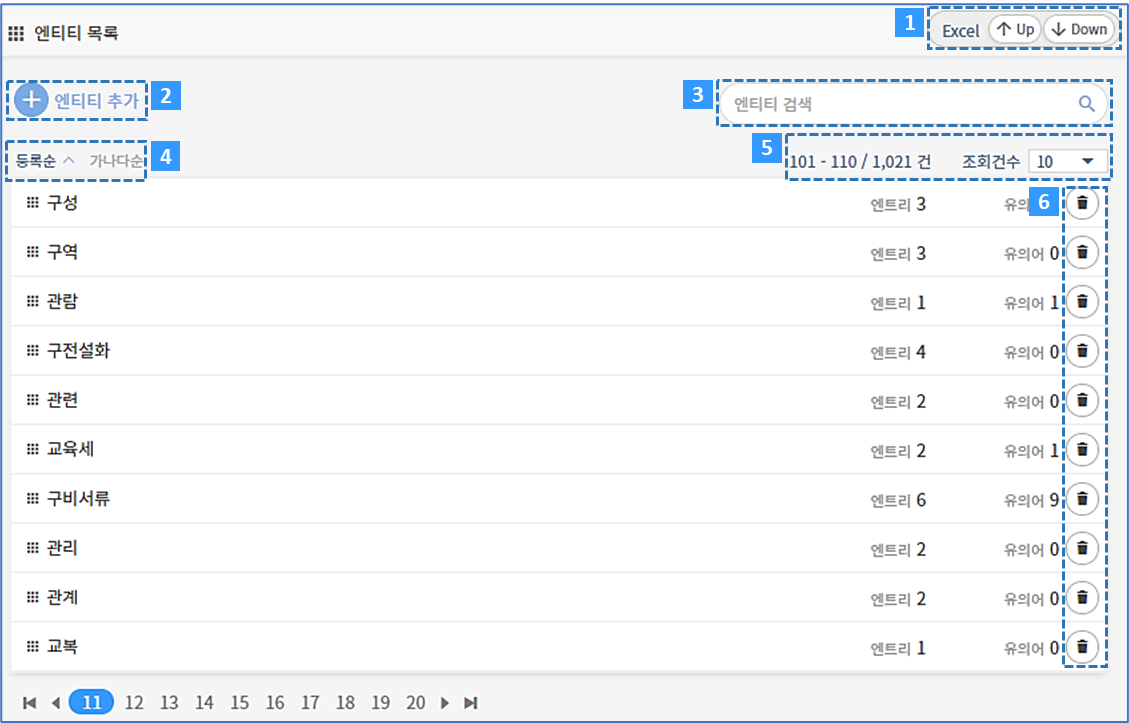 엔티티 목록
1
Excel Up Down
엔티티 추가
2
3
엔티티 검색
등록순 가나다순
4
5
101 - 110 / 1,021 건 조회건수 10
6
구성 엔트리 3
구역 엔트리 3 유의어 0
관람 엔트리 1 유의어 1
구전설화 엔트리 4 유의어 0
관련 엔트리 2 유의어 0
교육세 엔트리 2 유의어 1
구비서류 엔트리 6 유의어 9
관리 엔트리 2 유의어 0
관계 엔트리 2 유의어 0
교복 엔트리 1 유의어 0
11 12 13 14 15 16 17 18 19 20